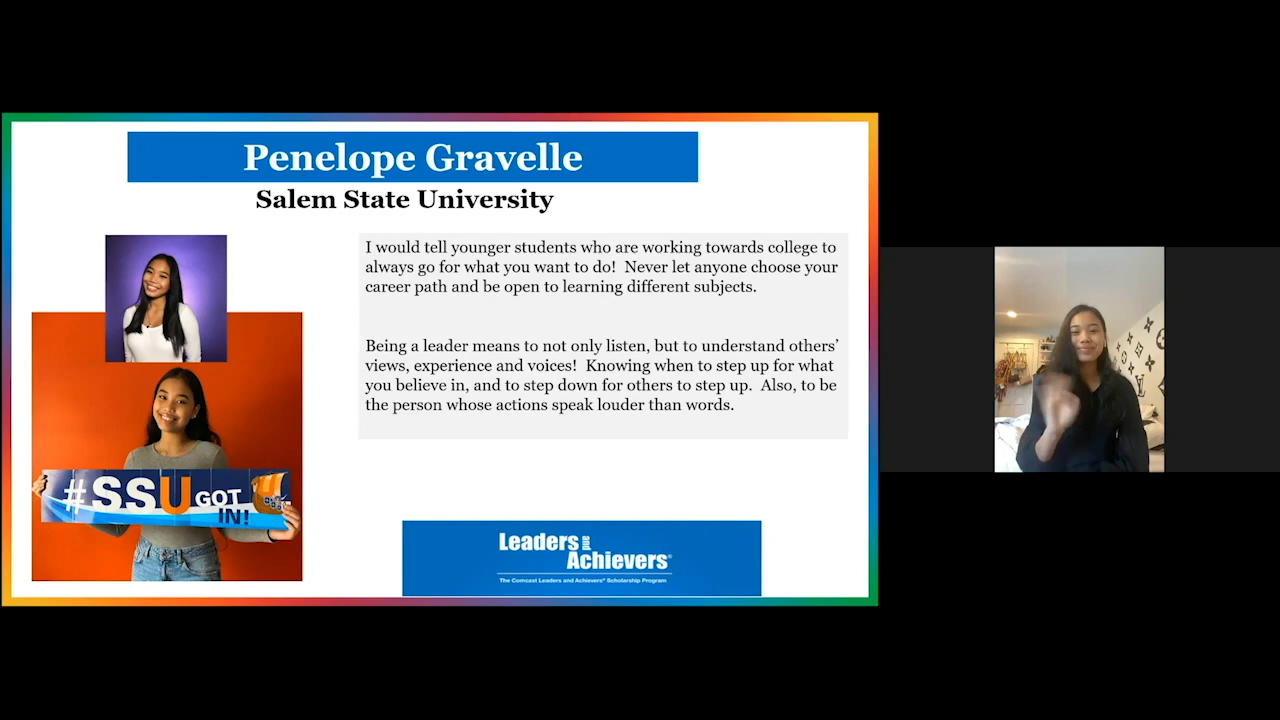 Penelope Gravelle
Salem State University
I would tell younger students who are working towards college to
always go for what you want to do!  Never let anyone choose your
career path and be open to learning different subjects.
Being a leader means to not only listen, but to understand others’
views, experience and voices!  Knowing when to step up for what
you believe in, and to step down for others to step up.  Also, to be
the person whose actions speak louder than words.
#SSU GOT
IN!
Leaders and
Achievers®
The Comcast Leaders and Achievers® Scholarship Program